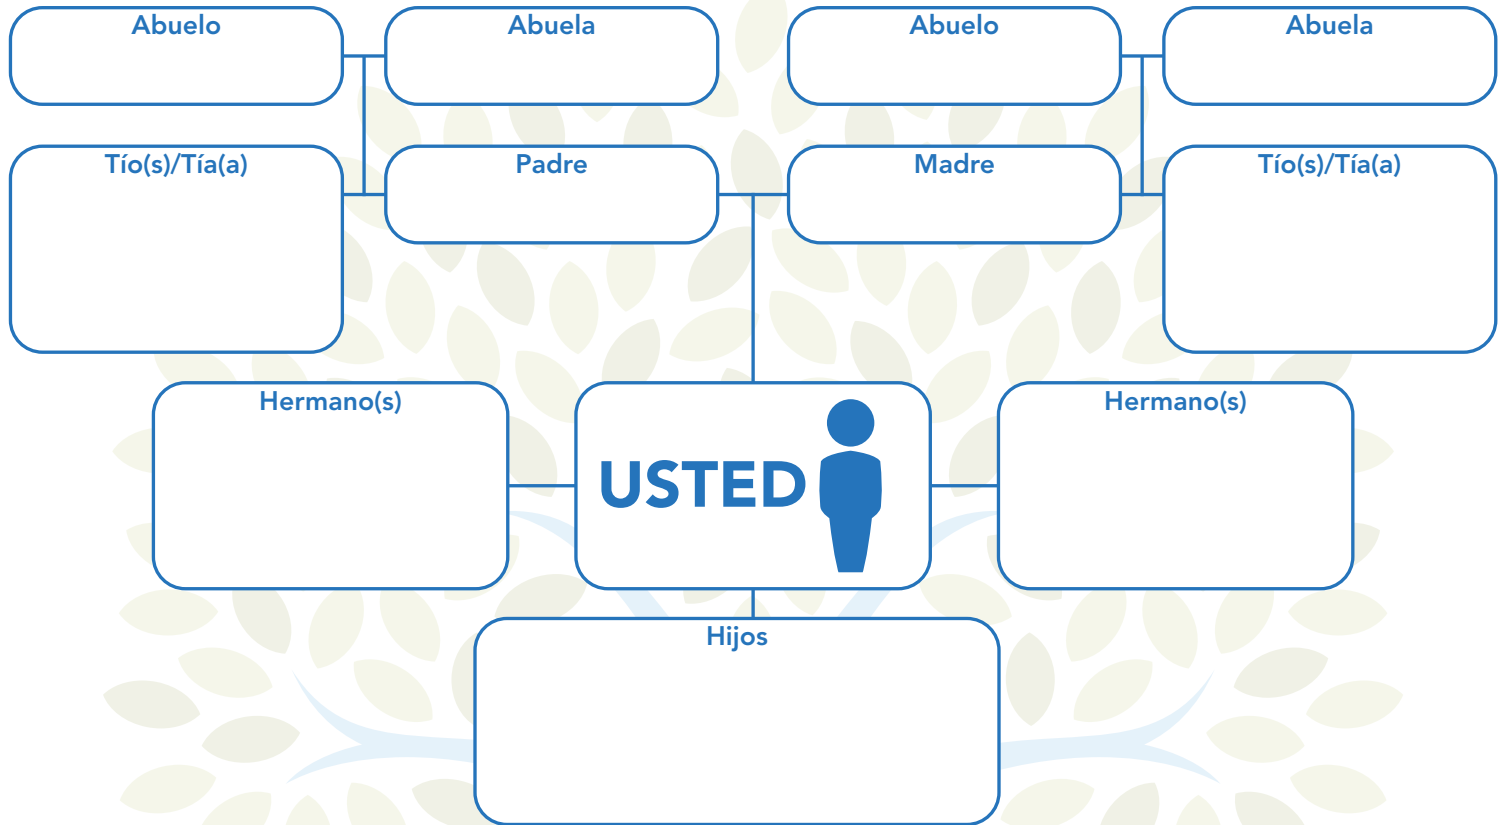 Abuelo
Abuela
Abuelo
Abuela
Tío(s)/Tía(a)
Padre
Madre
Tío(s)/Tía(a)
Hermano(s)
USTED
Hermano(s)
Hijos